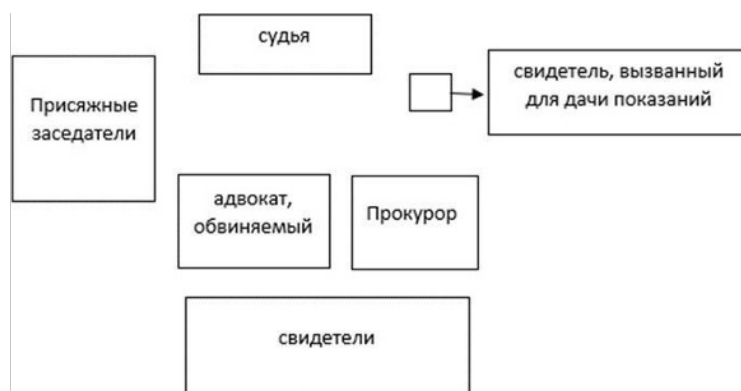 судья
Присяжные
заседатели
свидетель, вызванный
для дачи показаний
адвокат,
обвиняемый
Прокурор
свидетели